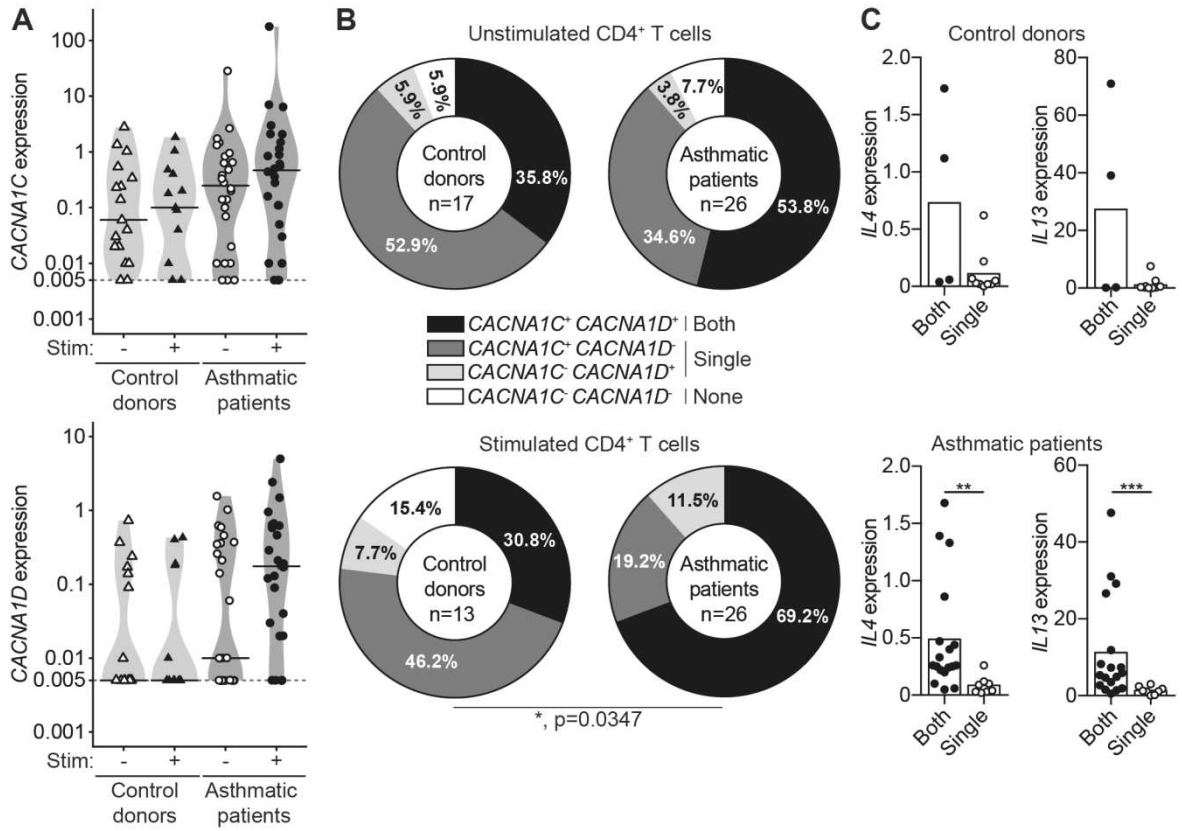 A
CACNA1C expression
100
10
1
0.1
0.01
0.005
0.001
Stim: - + - +
Control donors
Asthmatic patients
CACNA1D expression
10
1
0.1
0.01
0.005
0.001
Stim: - + - +
Control donors
Asthmatic patients
B
Unstimulated CD4⁺ T cells
5.9%
5.9%
35.8%
52.9%
Control
donors
n=17
3.8%
7.7%
53.8%
34.6%
Asthmatic
patients
n=26
CACNA1C⁺ CACNA1D⁺ Both
CACNA1C⁺ CACNA1D⁻
Single
CACNA1C⁻ CACNA1D⁺
CACNA1C⁻ CACNA1D⁻ None
Stimulated CD4⁺ T cells
15.4%
7.7%
30.8%
46.2%
Control
donors
n=13
11.5%
19.2%
69.2%
Asthmatic
patients
n=26
*, p=0.0347
C
Control donors
IL4 expression
2.0
1.5
1.0
0.5
0
Both
Single
IL13 expression
80
60
40
20
0
Both
Single
Asthmatic patients
IL4 expression
2.0
1.5
1.0
0.5
0
**
Both
Single
IL13 expression
60
40
20
0
***
Both
Single